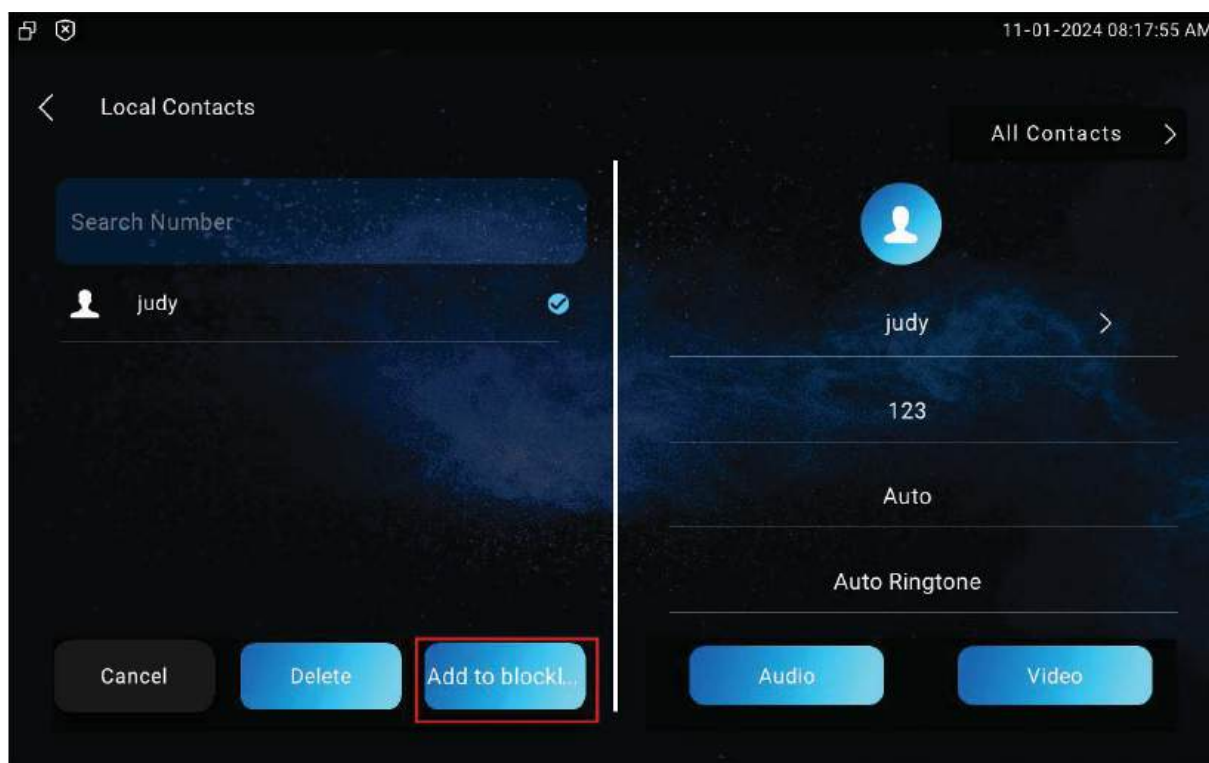 11-01-2024 08:17:55 AM
Local Contacts
All Contacts
Search Number
judy
judy
123
Auto
Auto Ringtone
Cancel
Delete
Add to blockl...
Audio
Video